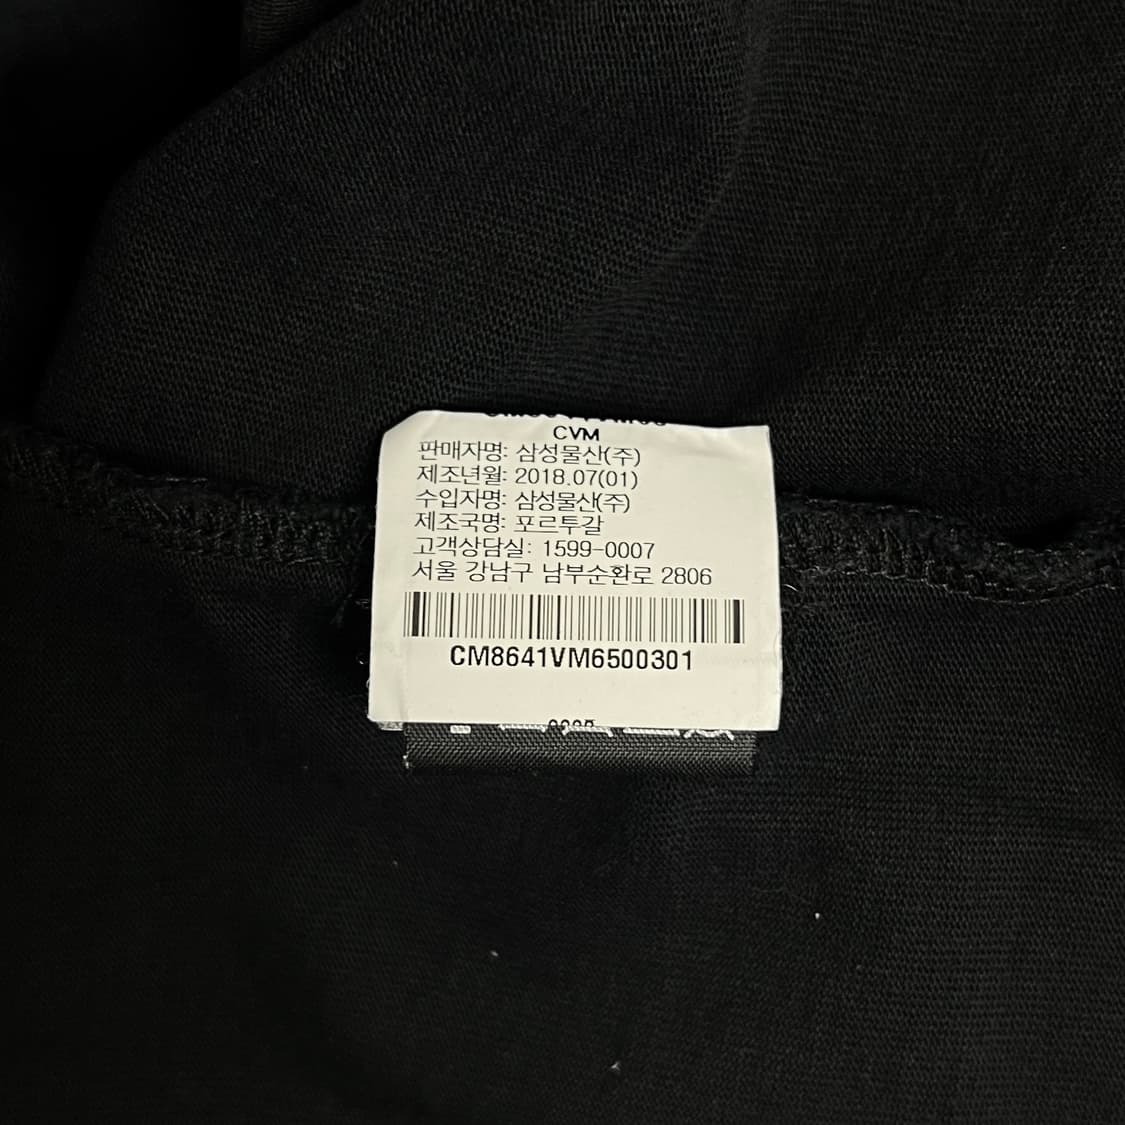 CVM
판매자명: 삼성물산(주)
제조년월: 2018.07(01)
수입자명: 삼성물산(주)
제조국명: 포르투갈
고객상담실: 1599-0007
서울 강남구 남부순환로 2806
CM8641VM6500301